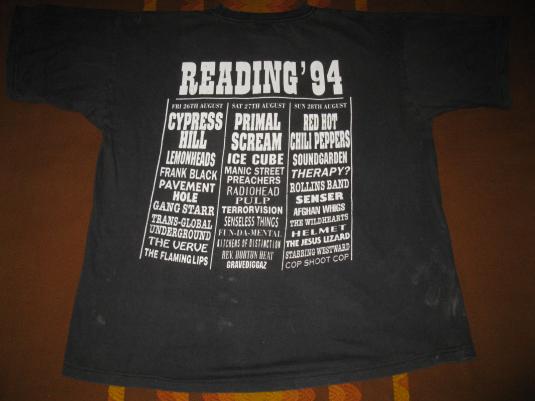 READING '94
FRI 26TH AUGUST
CYPRESS
HILL
LEMONHEADS
FRANK BLACK
PAVEMENT
HOLE
GANG STARR
TRANS-GLOBAL
UNDERGROUND
THE VERVE
THE FLAMING LIPS
SAT 27TH AUGUST
PRIMAL
SCREAM
ICE CUBE
MANIC STREET
PREACHERS
RADIOHEAD
PULP
TERRORVISION
SENSELESS THINGS
FUN-DA-MENTAL
KITCHENS OF DISTINCTION
REV. HORTON HEAT
GRAVEDIGGAZ
SUN 28TH AUGUST
RED HOT
CHILI PEPPERS
SOUNDGARDEN
THERAPY?
ROLLINS BAND
SENSER
AFGHAN WHIGS
THE WILDHEARTS
HELMET
THE JESUS LIZARD
STABBING WESTWARD
COP SHOOT COP